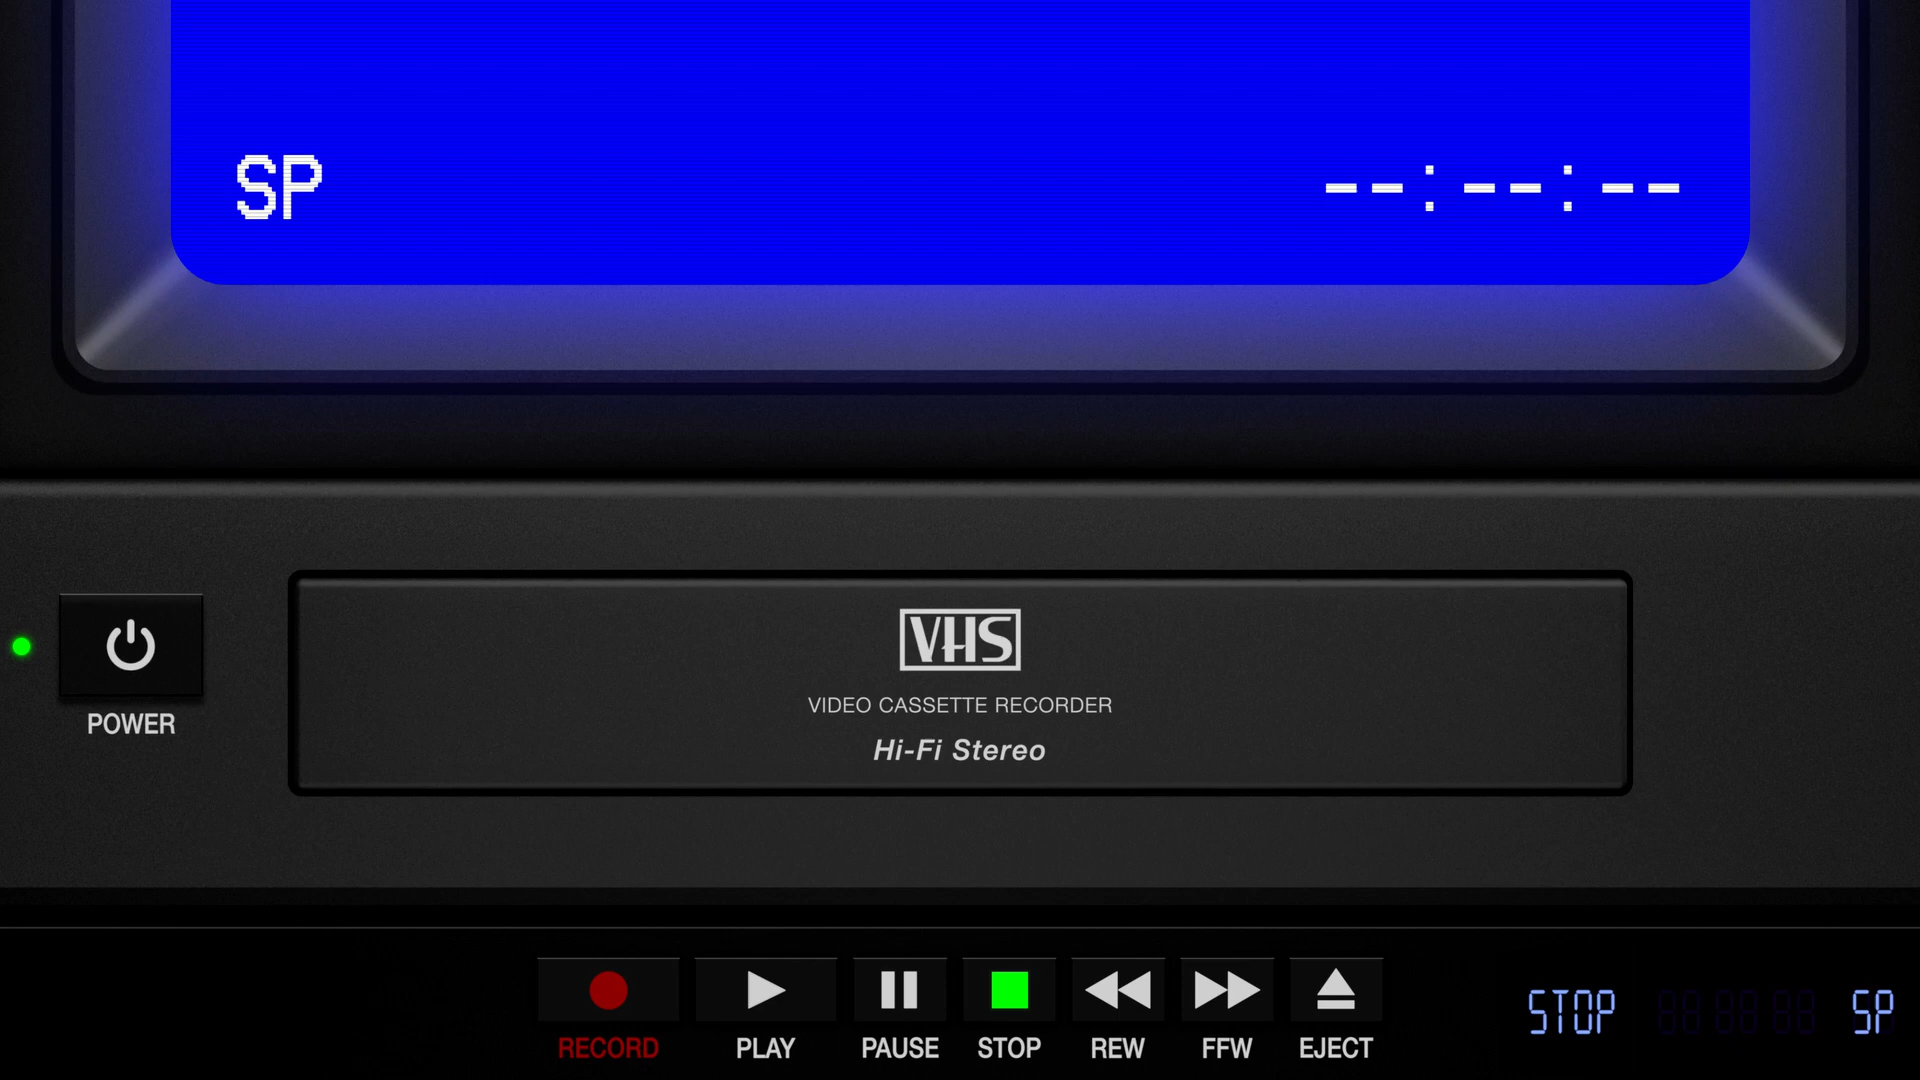 SP --:--:--
VHS
VIDEO CASSETTE RECORDER
Hi-Fi Stereo
POWER
RECORD PLAY PAUSE STOP REW FFW EJECT
STOP SP